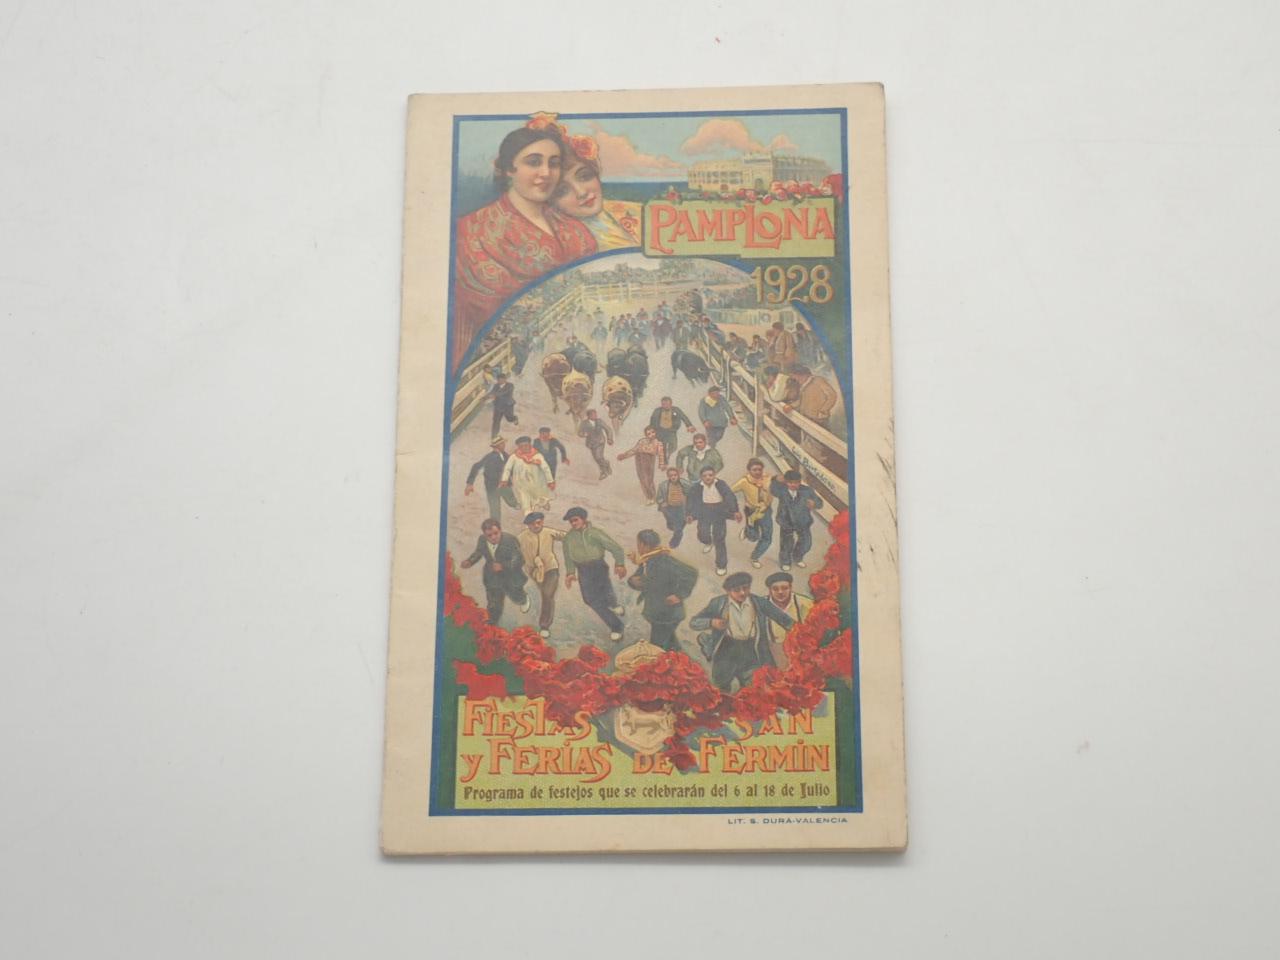 PAMPLONA
1928
FIESTAS SAN
Y FERIAS DE FERMÍN
Programa de festejos que se celebrarán del 6 al 18 de Julio
LIT. S. DURÁ-VALENCIA